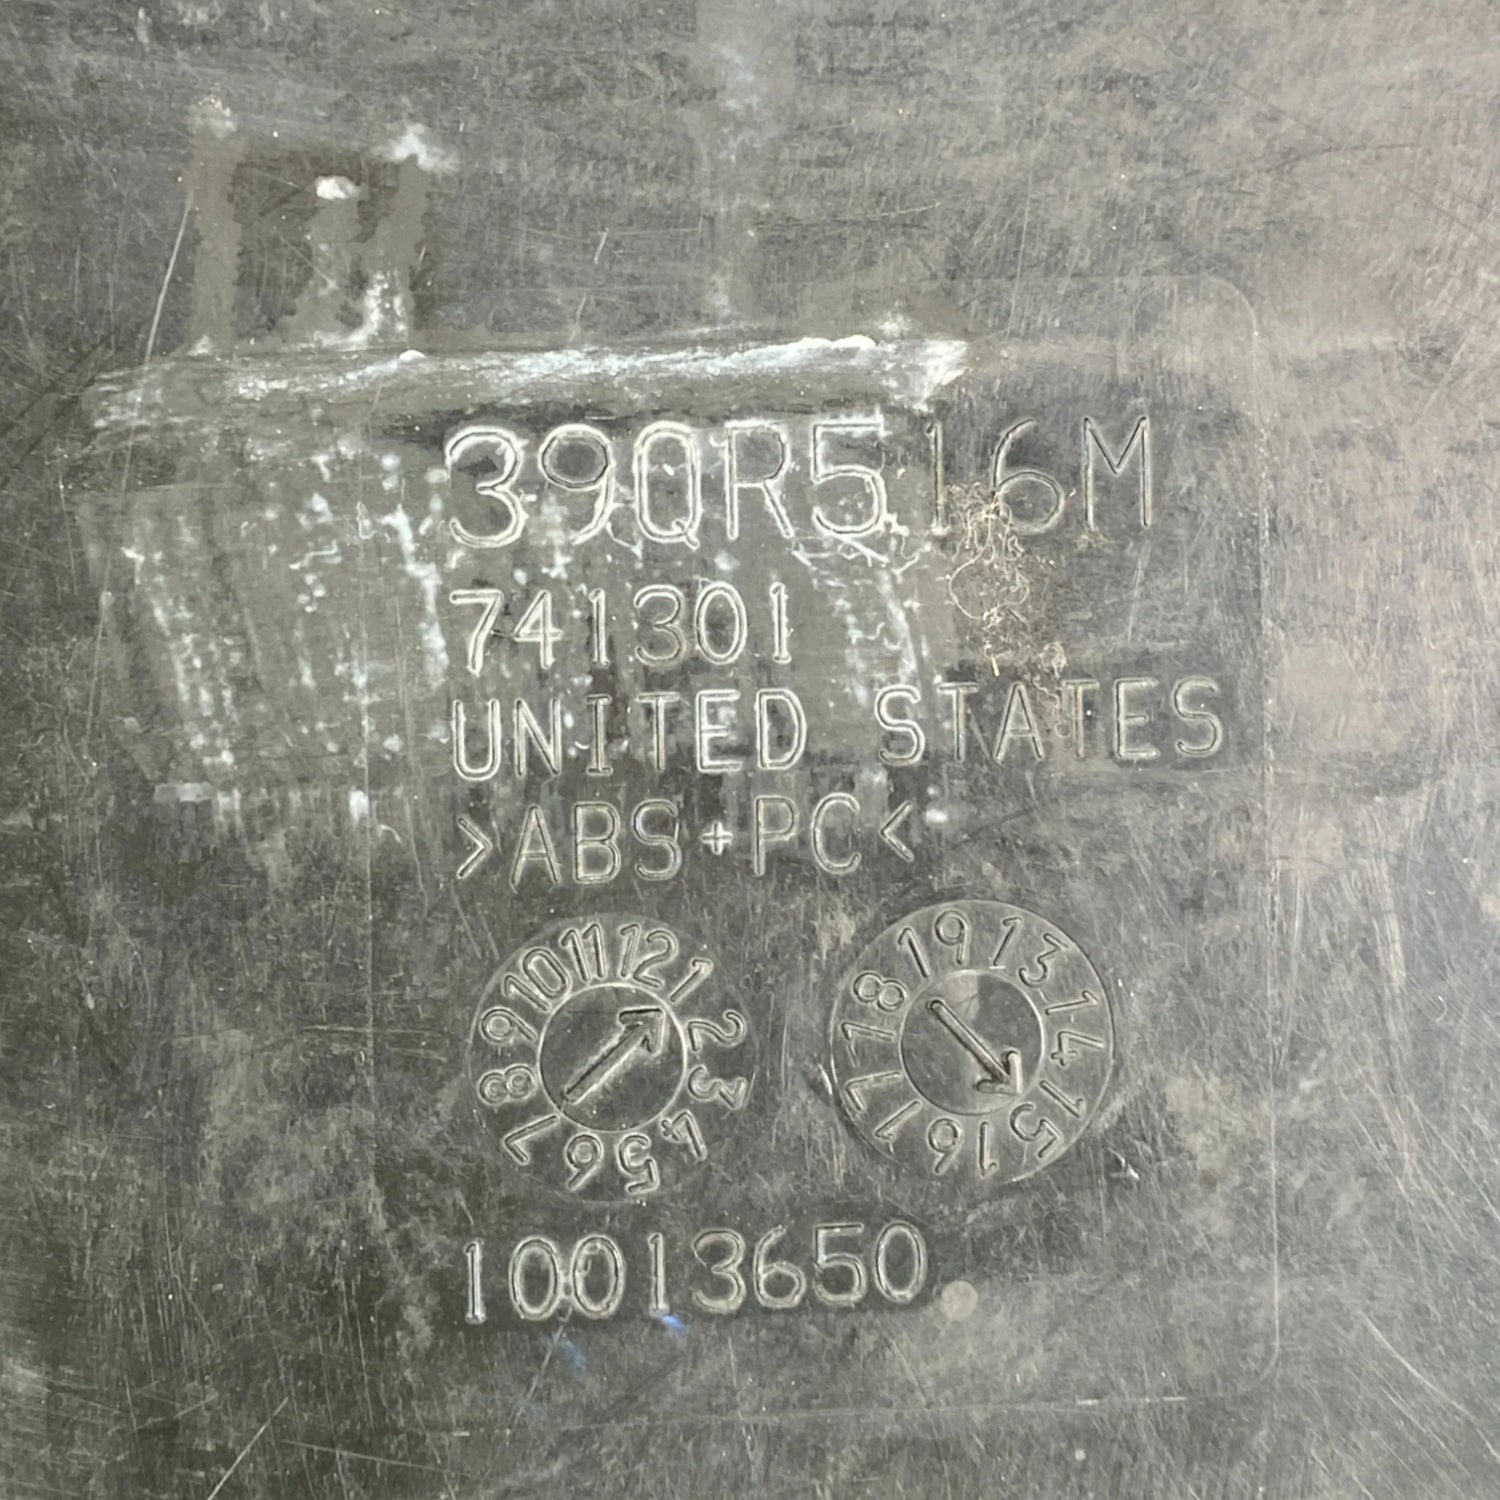 39QR516M
741301
UNITED STATES
>ABS+PC<
1 2 3 4 5 6 7 8 9 10 11 12
13 14 15 16 17 18 19
10013650